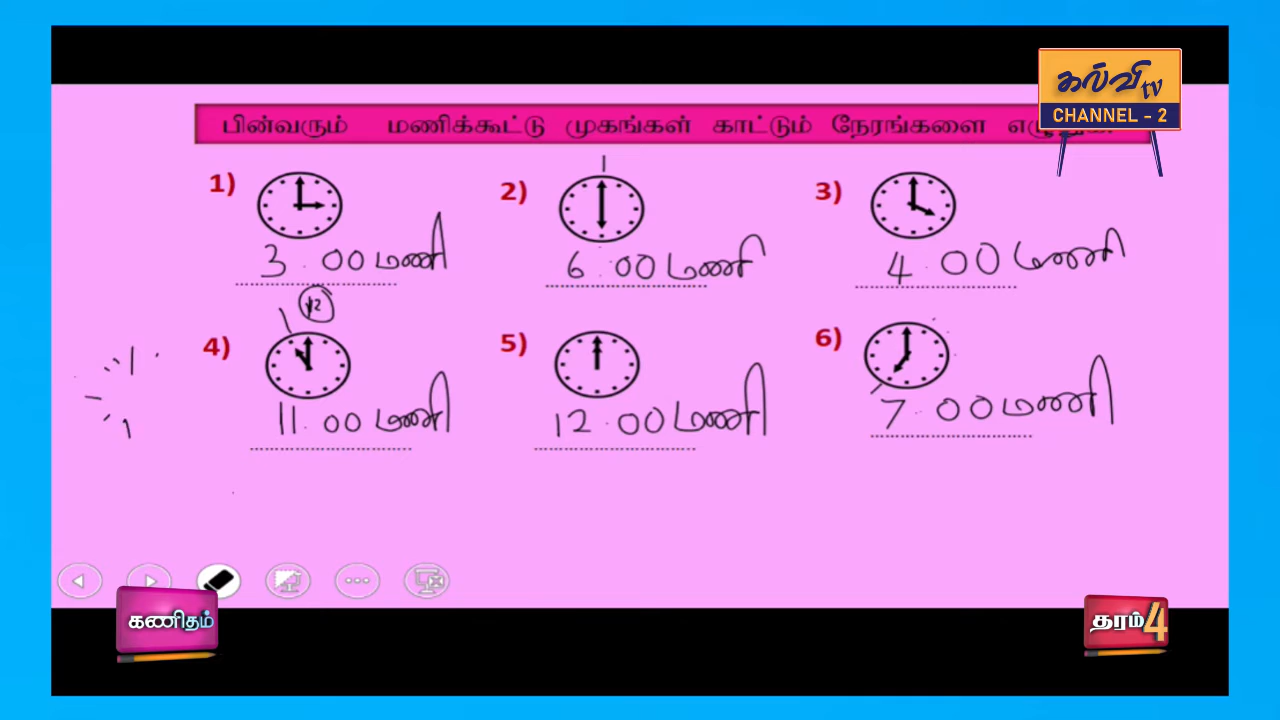 கல்வி tv
CHANNEL - 2
பின்வரும் மணிக்கூட்டு முகங்கள் காட்டும் நேரங்களை
1) 2) 3)
3.00 மணி 6.00 மணி 4.00 மணி
12
4) 5) 6)
11.00 மணி 12.00 மணி 7.00 மணி
கணிதம்
தரம் 4